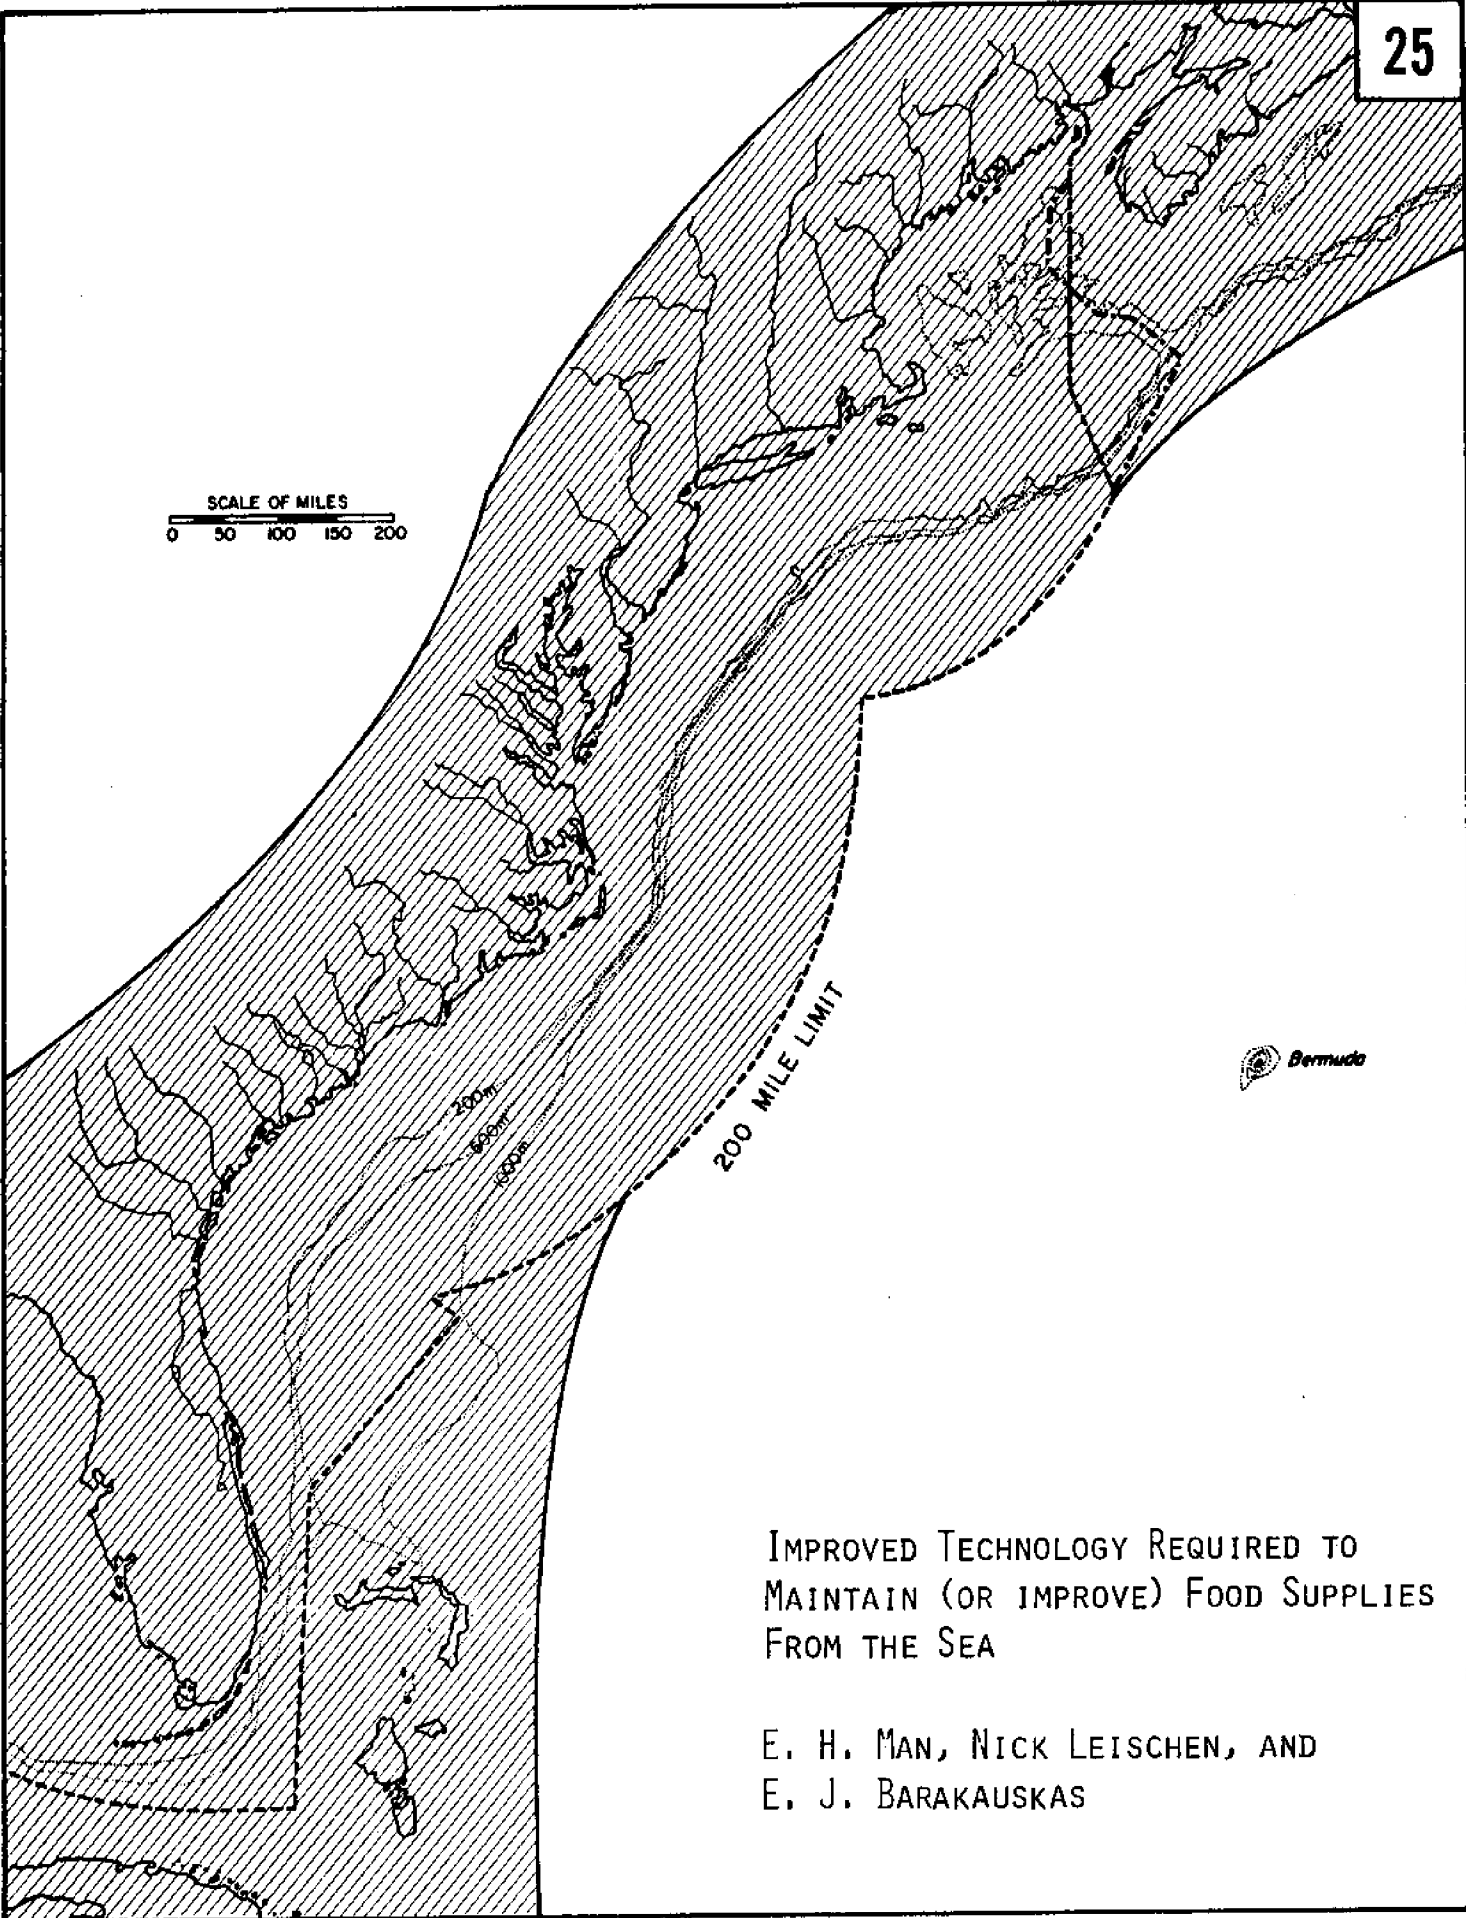 25
SCALE OF MILES
0 50 100 150 200
Bermuda
200 MILE LIMIT
200m
600m
1000m
IMPROVED TECHNOLOGY REQUIRED TO
MAINTAIN (OR IMPROVE) FOOD SUPPLIES
FROM THE SEA
E. H. MAN, NICK LEISCHEN, AND
E. J. BARAKAUSKAS